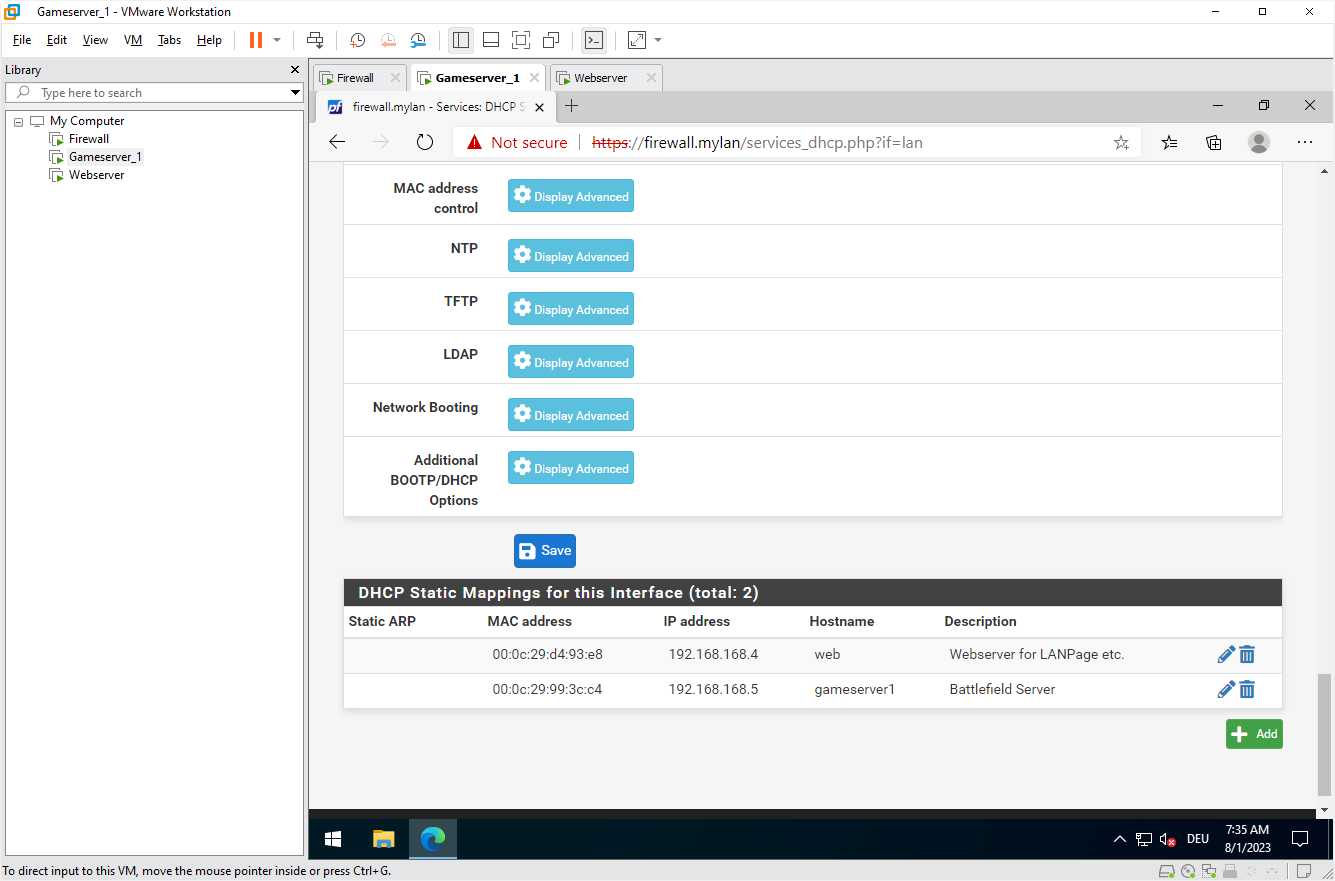 Gameserver_1 - VMware Workstation
File Edit View VM Tabs Help
Library
Type here to search
My Computer
Firewall
Gameserver_1
Webserver
Firewall Gameserver_1 Webserver
pf firewall.mylan - Services: DHCP S
Not secure https://firewall.mylan/services_dhcp.php?if=lan
MAC address
control
Display Advanced
NTP Display Advanced
TFTP Display Advanced
LDAP Display Advanced
Network Booting Display Advanced
Additional
BOOTP/DHCP
Options
Display Advanced
Save
DHCP Static Mappings for this Interface (total: 2)
Static ARP MAC address IP address Hostname Description
00:0c:29:d4:93:e8 192.168.168.4 web Webserver for LANPage etc.
00:0c:29:99:3c:c4 192.168.168.5 gameserver1 Battlefield Server
Add
DEU
7:35 AM
8/1/2023
To direct input to this VM, move the mouse pointer inside or press Ctrl+G.